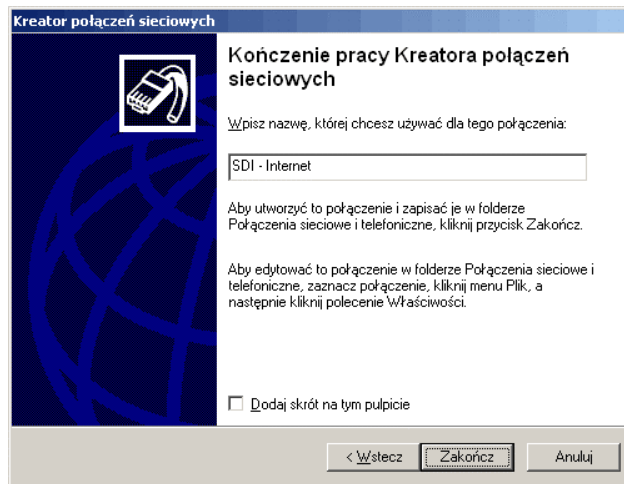 Kreator połączeń sieciowych
Kończenie pracy Kreatora połączeń
sieciowych
Wpisz nazwę, której chcesz używać dla tego połączenia:
SDI - Internet
Aby utworzyć to połączenie i zapisać je w folderze
Połączenia sieciowe i telefoniczne, kliknij przycisk Zakończ.
Aby edytować to połączenie w folderze Połączenia sieciowe i
telefoniczne, zaznacz połączenie, kliknij menu Plik, a
następnie kliknij polecenie Właściwości.
Dodaj skrót na tym pulpicie
< Wstecz Zakończ Anuluj